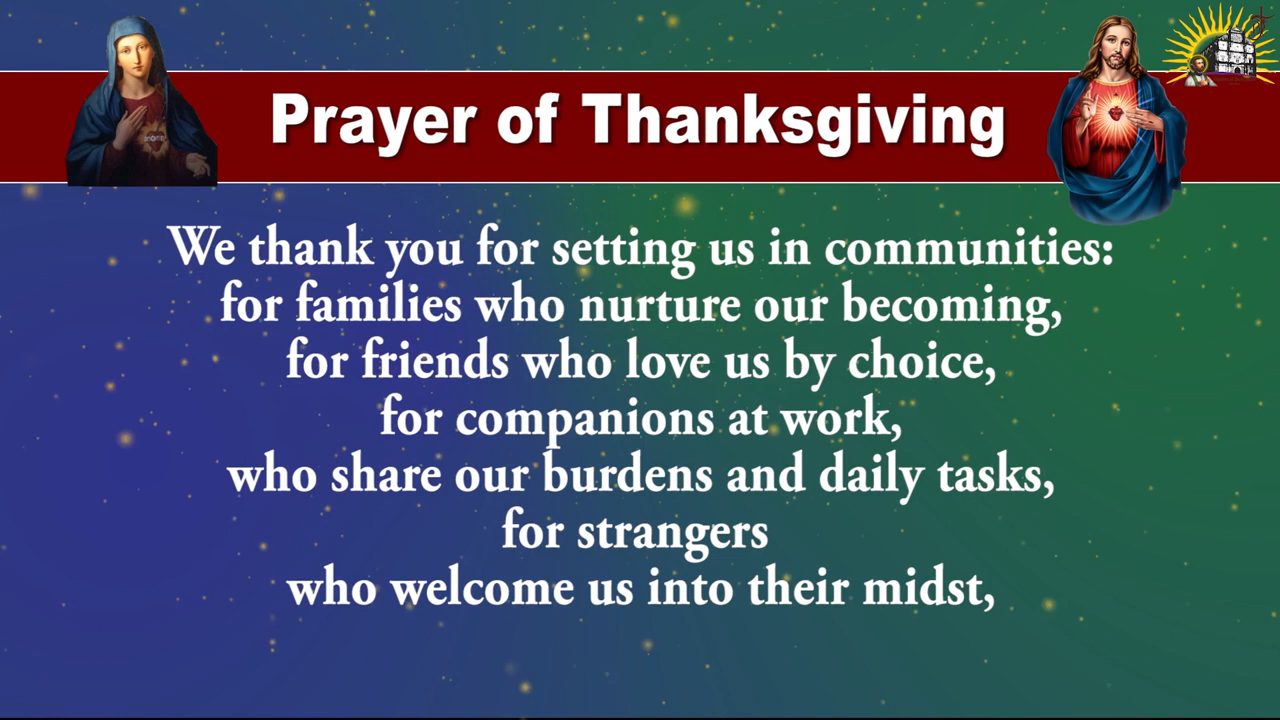 Prayer of Thanksgiving
We thank you for setting us in communities:
for families who nurture our becoming,
for friends who love us by choice,
for companions at work,
who share our burdens and daily tasks,
for strangers
who welcome us into their midst,